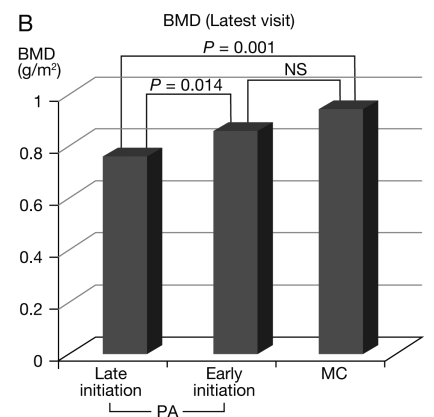 B
BMD (Latest visit)
BMD
(g/m²)
P = 0.001
NS
P = 0.014
1
0.8
0.6
0.4
0.2
0
Late
initiation
Early
initiation
MC
PA